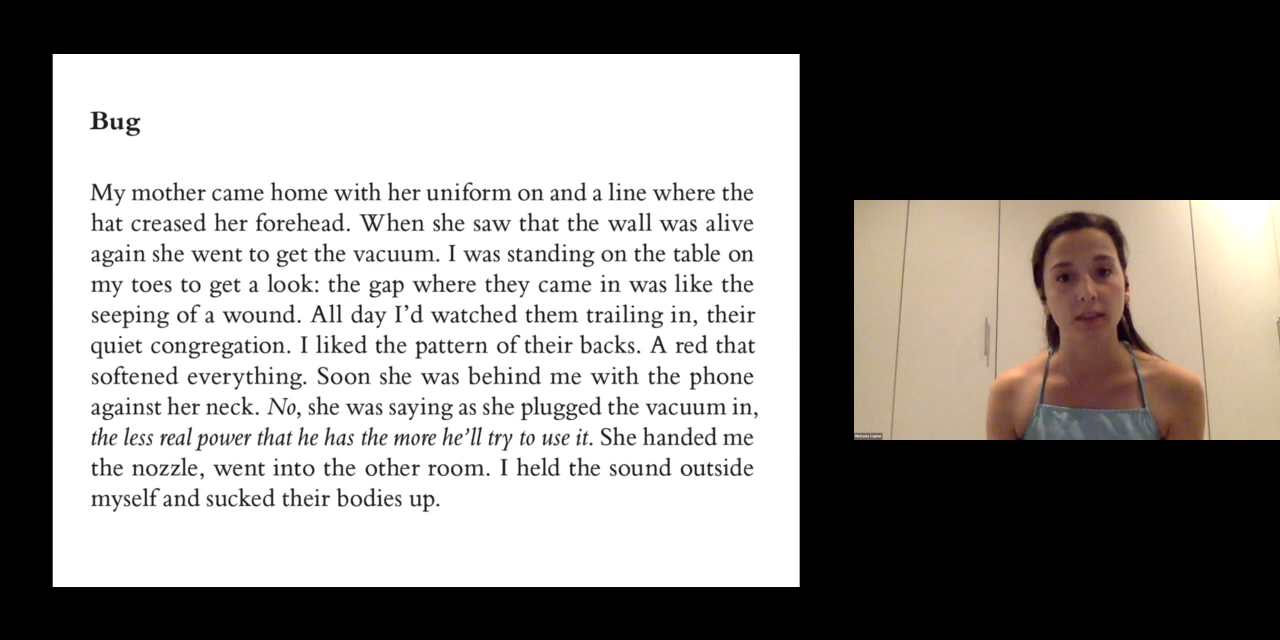 Bug
My mother came home with her uniform on and a line where the
hat creased her forehead. When she saw that the wall was alive
again she went to get the vacuum. I was standing on the table on
my toes to get a look: the gap where they came in was like the
seeping of a wound. All day I’d watched them trailing in, their
quiet congregation. I liked the pattern of their backs. A red that
softened everything. Soon she was behind me with the phone
against her neck. No, she was saying as she plugged the vacuum in,
the less real power that he has the more he’ll try to use it. She handed me
the nozzle, went into the other room. I held the sound outside
myself and sucked their bodies up.